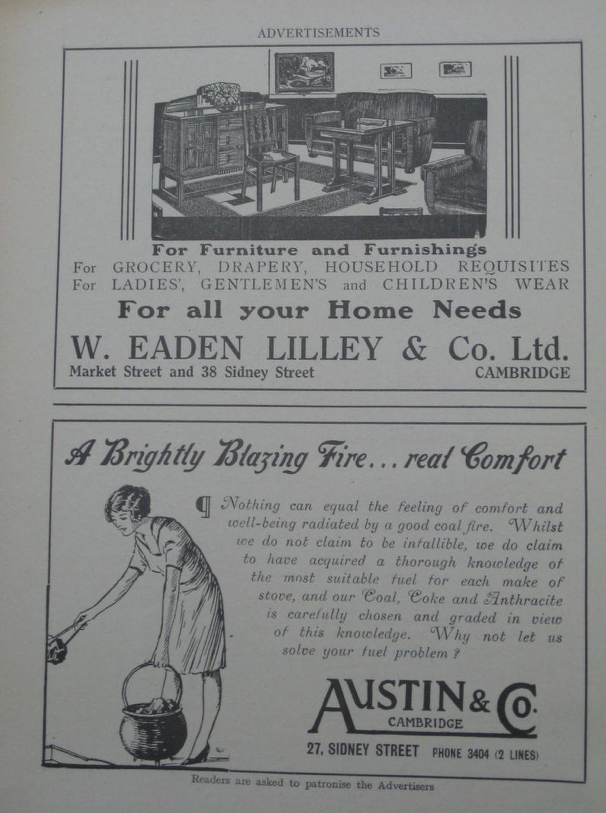 ADVERTISEMENTS
For Furniture and Furnishings
For GROCERY, DRAPERY, HOUSEHOLD REQUISITES
For LADIES', GENTLEMEN'S and CHILDREN'S WEAR
For all your Home Needs
W. EADEN LILLEY & Co. Ltd.
Market Street and 38 Sidney Street CAMBRIDGE
A Brightly Blazing Fire... real Comfort
¶ Nothing can equal the feeling of comfort and
well-being radiated by a good coal fire. Whilst
we do not claim to be infallible, we do claim
to have acquired a thorough knowledge of
the most suitable fuel for each make of
stove, and our Coal, Coke and Anthracite
is carefully chosen and graded in view
of this knowledge. Why not let us
solve your fuel problem?
AUSTIN & Co.
CAMBRIDGE
27, SIDNEY STREET PHONE 3404 (2 LINES)
Readers are asked to patronise the Advertisers